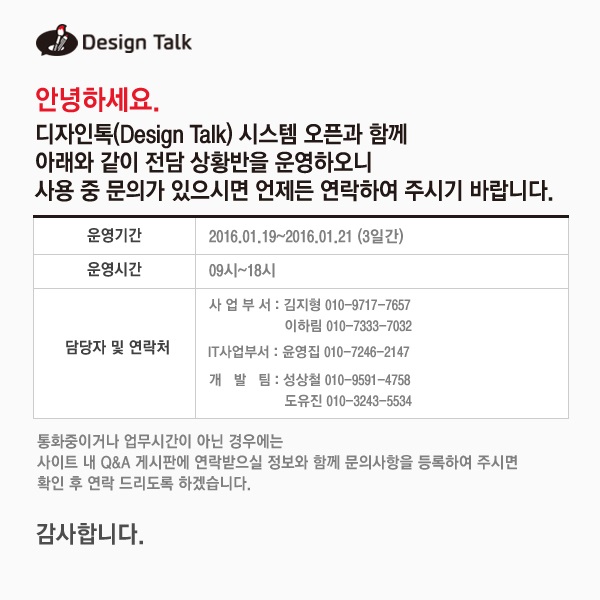 Design Talk
안녕하세요.
디자인톡(Design Talk) 시스템 오픈과 함께
아래와 같이 전담 상황반을 운영하오니
사용 중 문의가 있으시면 언제든 연락하여 주시기 바랍니다.
운영기간 2016.01.19~2016.01.21 (3일간)
운영시간 09시~18시
담당자 및 연락처
사 업 부 서 : 김지형 010-9717-7657
이하림 010-7333-7032
IT사업부서 : 윤영집 010-7246-2147
개 발 팀 : 성상철 010-9591-4758
도유진 010-3243-5534
통화중이거나 업무시간이 아닌 경우에는
사이트 내 Q&A 게시판에 연락받으실 정보와 함께 문의사항을 등록하여 주시면
확인 후 연락 드리도록 하겠습니다.
감사합니다.